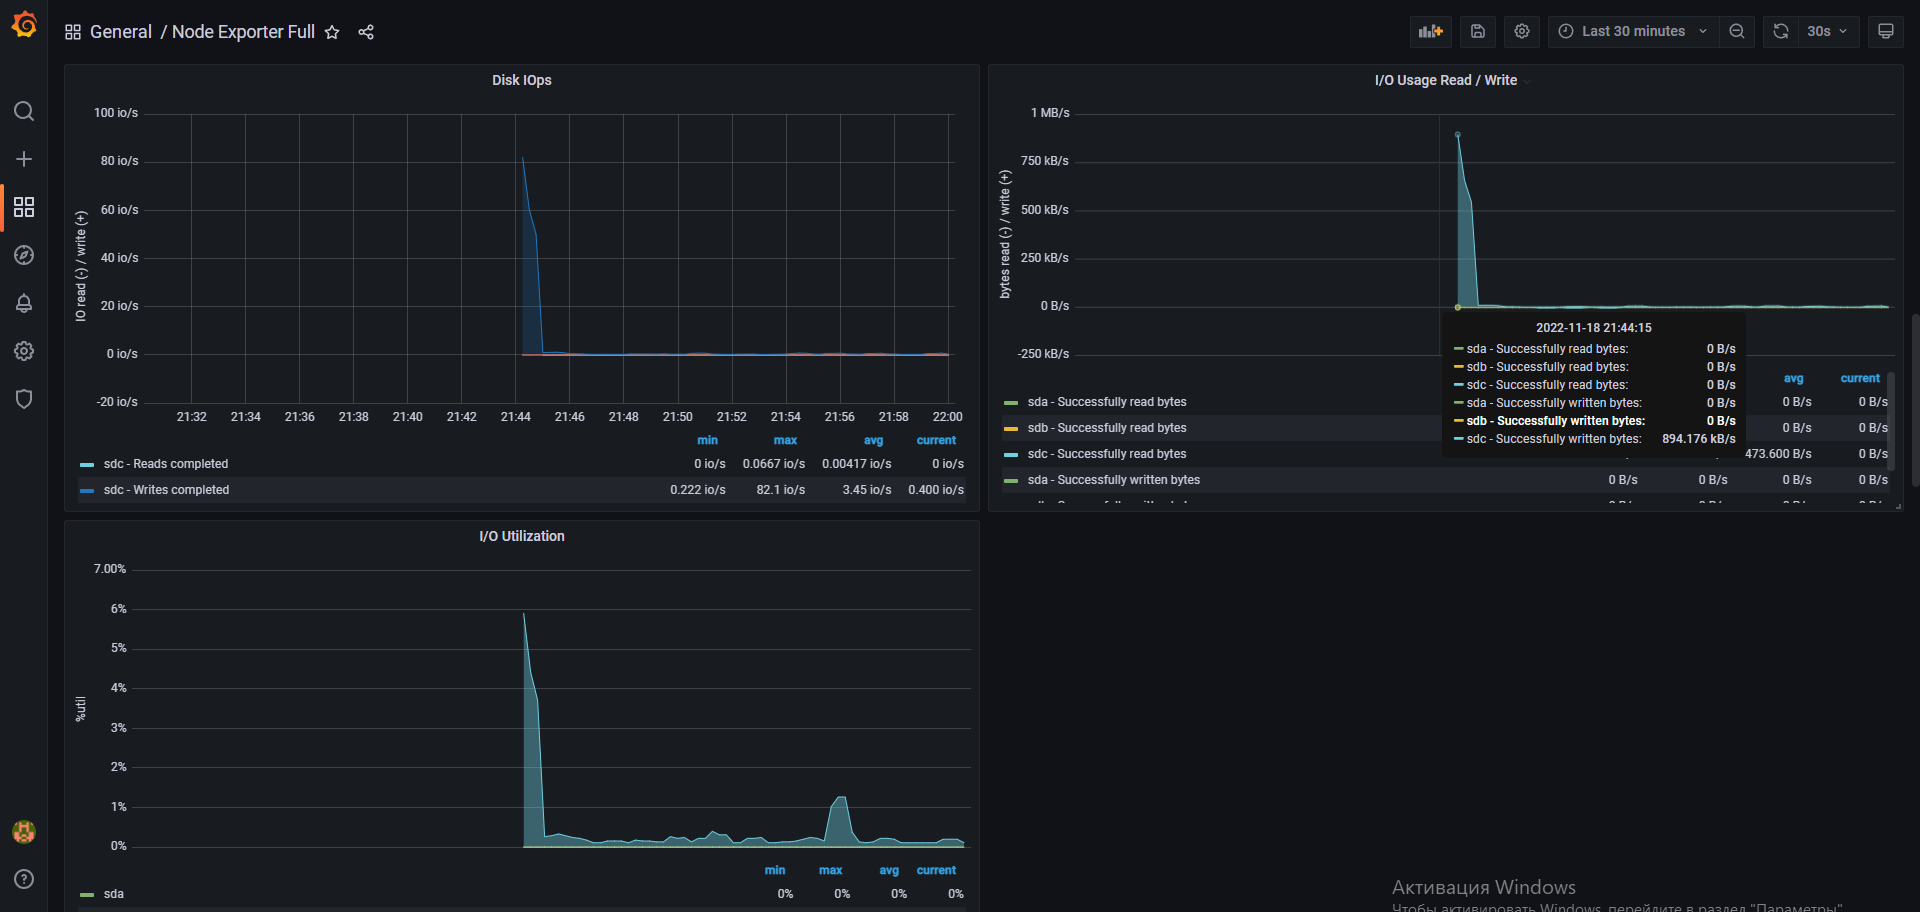 General / Node Exporter Full
Last 30 minutes
30s
Disk IOps
100 io/s
80 io/s
60 io/s
40 io/s
20 io/s
0 io/s
-20 io/s
IO read (-) / write (+)
21:32 21:34 21:36 21:38 21:40 21:42 21:44 21:46 21:48 21:50 21:52 21:54 21:56 21:58 22:00
min max avg current
sdc - Reads completed 0 io/s 0.0667 io/s 0.00417 io/s 0 io/s
sdc - Writes completed 0.222 io/s 82.1 io/s 3.45 io/s 0.400 io/s
I/O Usage Read / Write
1 MB/s
750 kB/s
500 kB/s
250 kB/s
0 B/s
-250 kB/s
bytes read (-) / write (+)
2022-11-18 21:44:15
sda - Successfully read bytes: 0 B/s
sdb - Successfully read bytes: 0 B/s
sdc - Successfully read bytes: 0 B/s
sda - Successfully written bytes: 0 B/s
sdb - Successfully written bytes: 0 B/s
sdc - Successfully written bytes: 894.176 kB/s
avg current
sda - Successfully read bytes 0 B/s 0 B/s
sdb - Successfully read bytes 0 B/s 0 B/s
sdc - Successfully read bytes 473.600 B/s 0 B/s
sda - Successfully written bytes 0 B/s 0 B/s 0 B/s 0 B/s
I/O Utilization
7.00%
6%
5%
4%
3%
2%
1%
0%
%util
min max avg current
sda 0% 0% 0% 0%
Активация Windows
Чтобы активировать Windows, перейдите в раздел "Параметры".